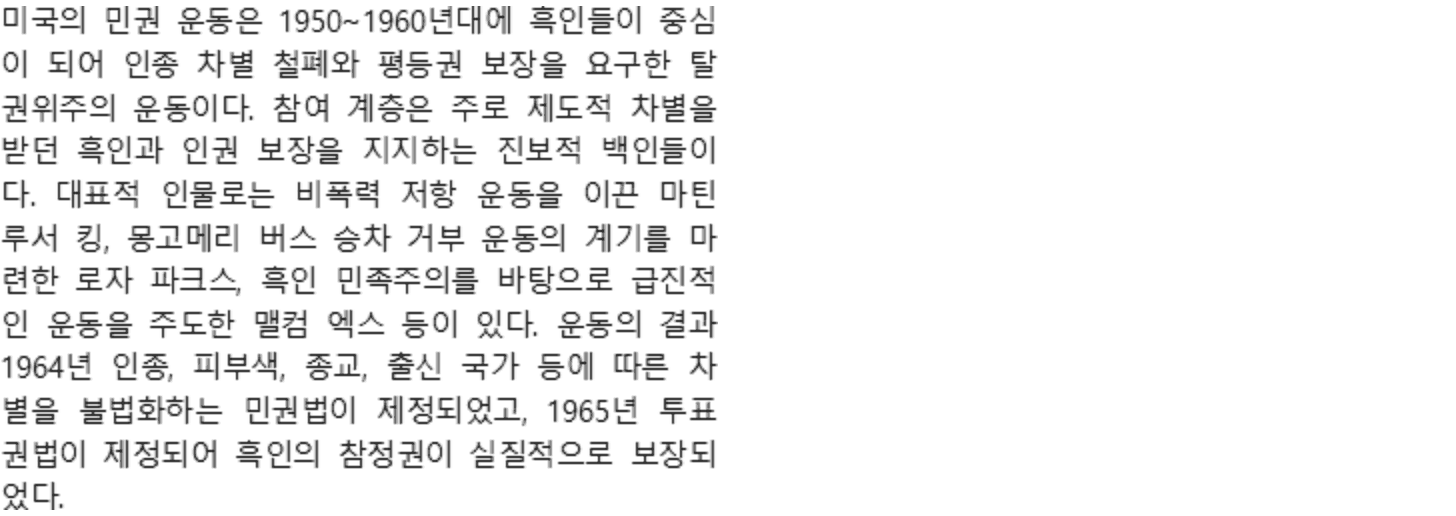 미국의 민권 운동은 1950~1960년대에 흑인들이 중심
이 되어 인종 차별 철폐와 평등권 보장을 요구한 탈
권위주의 운동이다. 참여 계층은 주로 제도적 차별을
받던 흑인과 인권 보장을 지지하는 진보적 백인들이
다. 대표적 인물로는 비폭력 저항 운동을 이끈 마틴
루서 킹, 몽고메리 버스 승차 거부 운동의 계기를 마
련한 로자 파크스, 흑인 민족주의를 바탕으로 급진적
인 운동을 주도한 맬컴 엑스 등이 있다. 운동의 결과
1964년 인종, 피부색, 종교, 출신 국가 등에 따른 차
별을 불법화하는 민권법이 제정되었고, 1965년 투표
권법이 제정되어 흑인의 참정권이 실질적으로 보장되
었다.